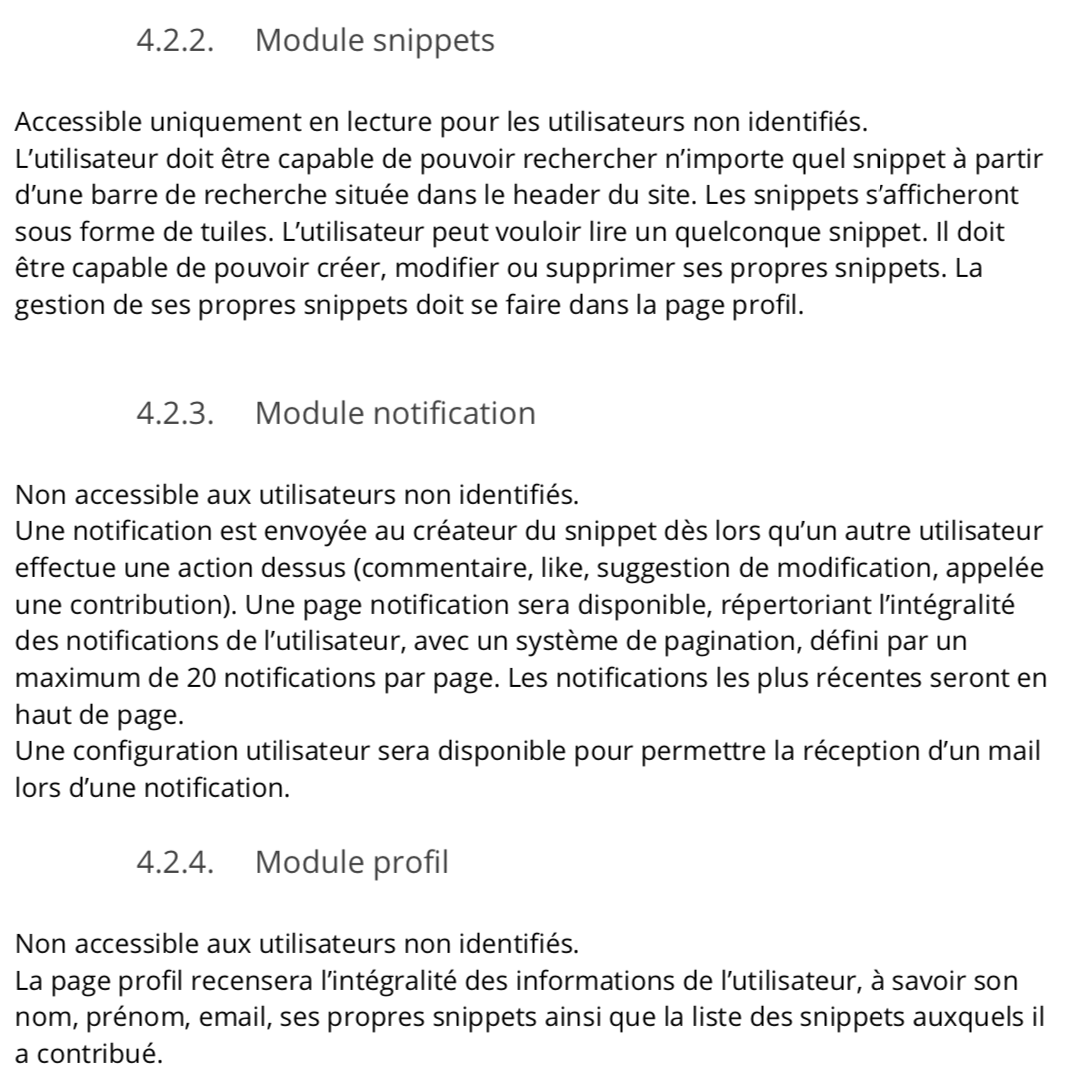 4.2.2. Module snippets
Accessible uniquement en lecture pour les utilisateurs non identifiés.
L’utilisateur doit être capable de pouvoir rechercher n’importe quel snippet à partir
d’une barre de recherche située dans le header du site. Les snippets s’afficheront
sous forme de tuiles. L’utilisateur peut vouloir lire un quelconque snippet. Il doit
être capable de pouvoir créer, modifier ou supprimer ses propres snippets. La
gestion de ses propres snippets doit se faire dans la page profil.
4.2.3. Module notification
Non accessible aux utilisateurs non identifiés.
Une notification est envoyée au créateur du snippet dès lors qu’un autre utilisateur
effectue une action dessus (commentaire, like, suggestion de modification, appelée
une contribution). Une page notification sera disponible, répertoriant l’intégralité
des notifications de l’utilisateur, avec un système de pagination, défini par un
maximum de 20 notifications par page. Les notifications les plus récentes seront en
haut de page.
Une configuration utilisateur sera disponible pour permettre la réception d’un mail
lors d’une notification.
4.2.4. Module profil
Non accessible aux utilisateurs non identifiés.
La page profil recensera l’intégralité des informations de l’utilisateur, à savoir son
nom, prénom, email, ses propres snippets ainsi que la liste des snippets auxquels il
a contribué.